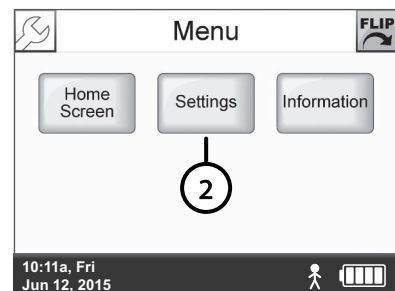 Menu
FLIP
Home
Screen
Settings
Information
2
10:11a, Fri
Jun 12, 2015